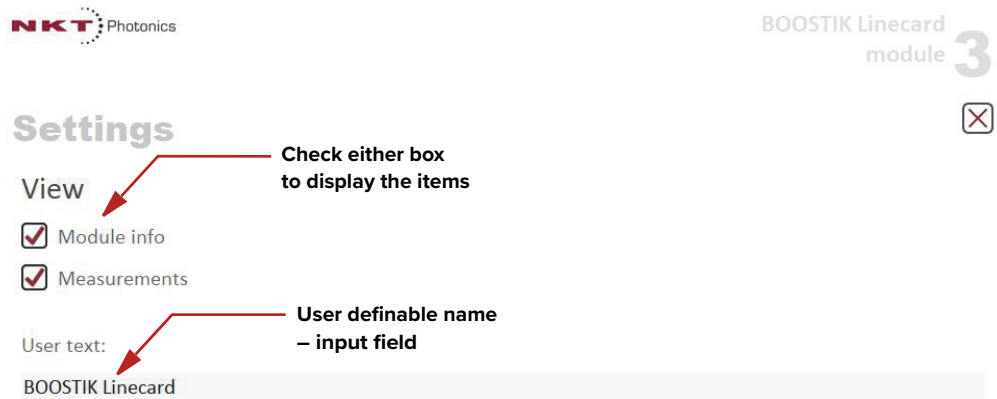 NKT Photonics
BOOSTIK Linecard
module 3
Settings
Check either box
to display the items
View
Module info
Measurements
User definable name
– input field
User text:
BOOSTIK Linecard